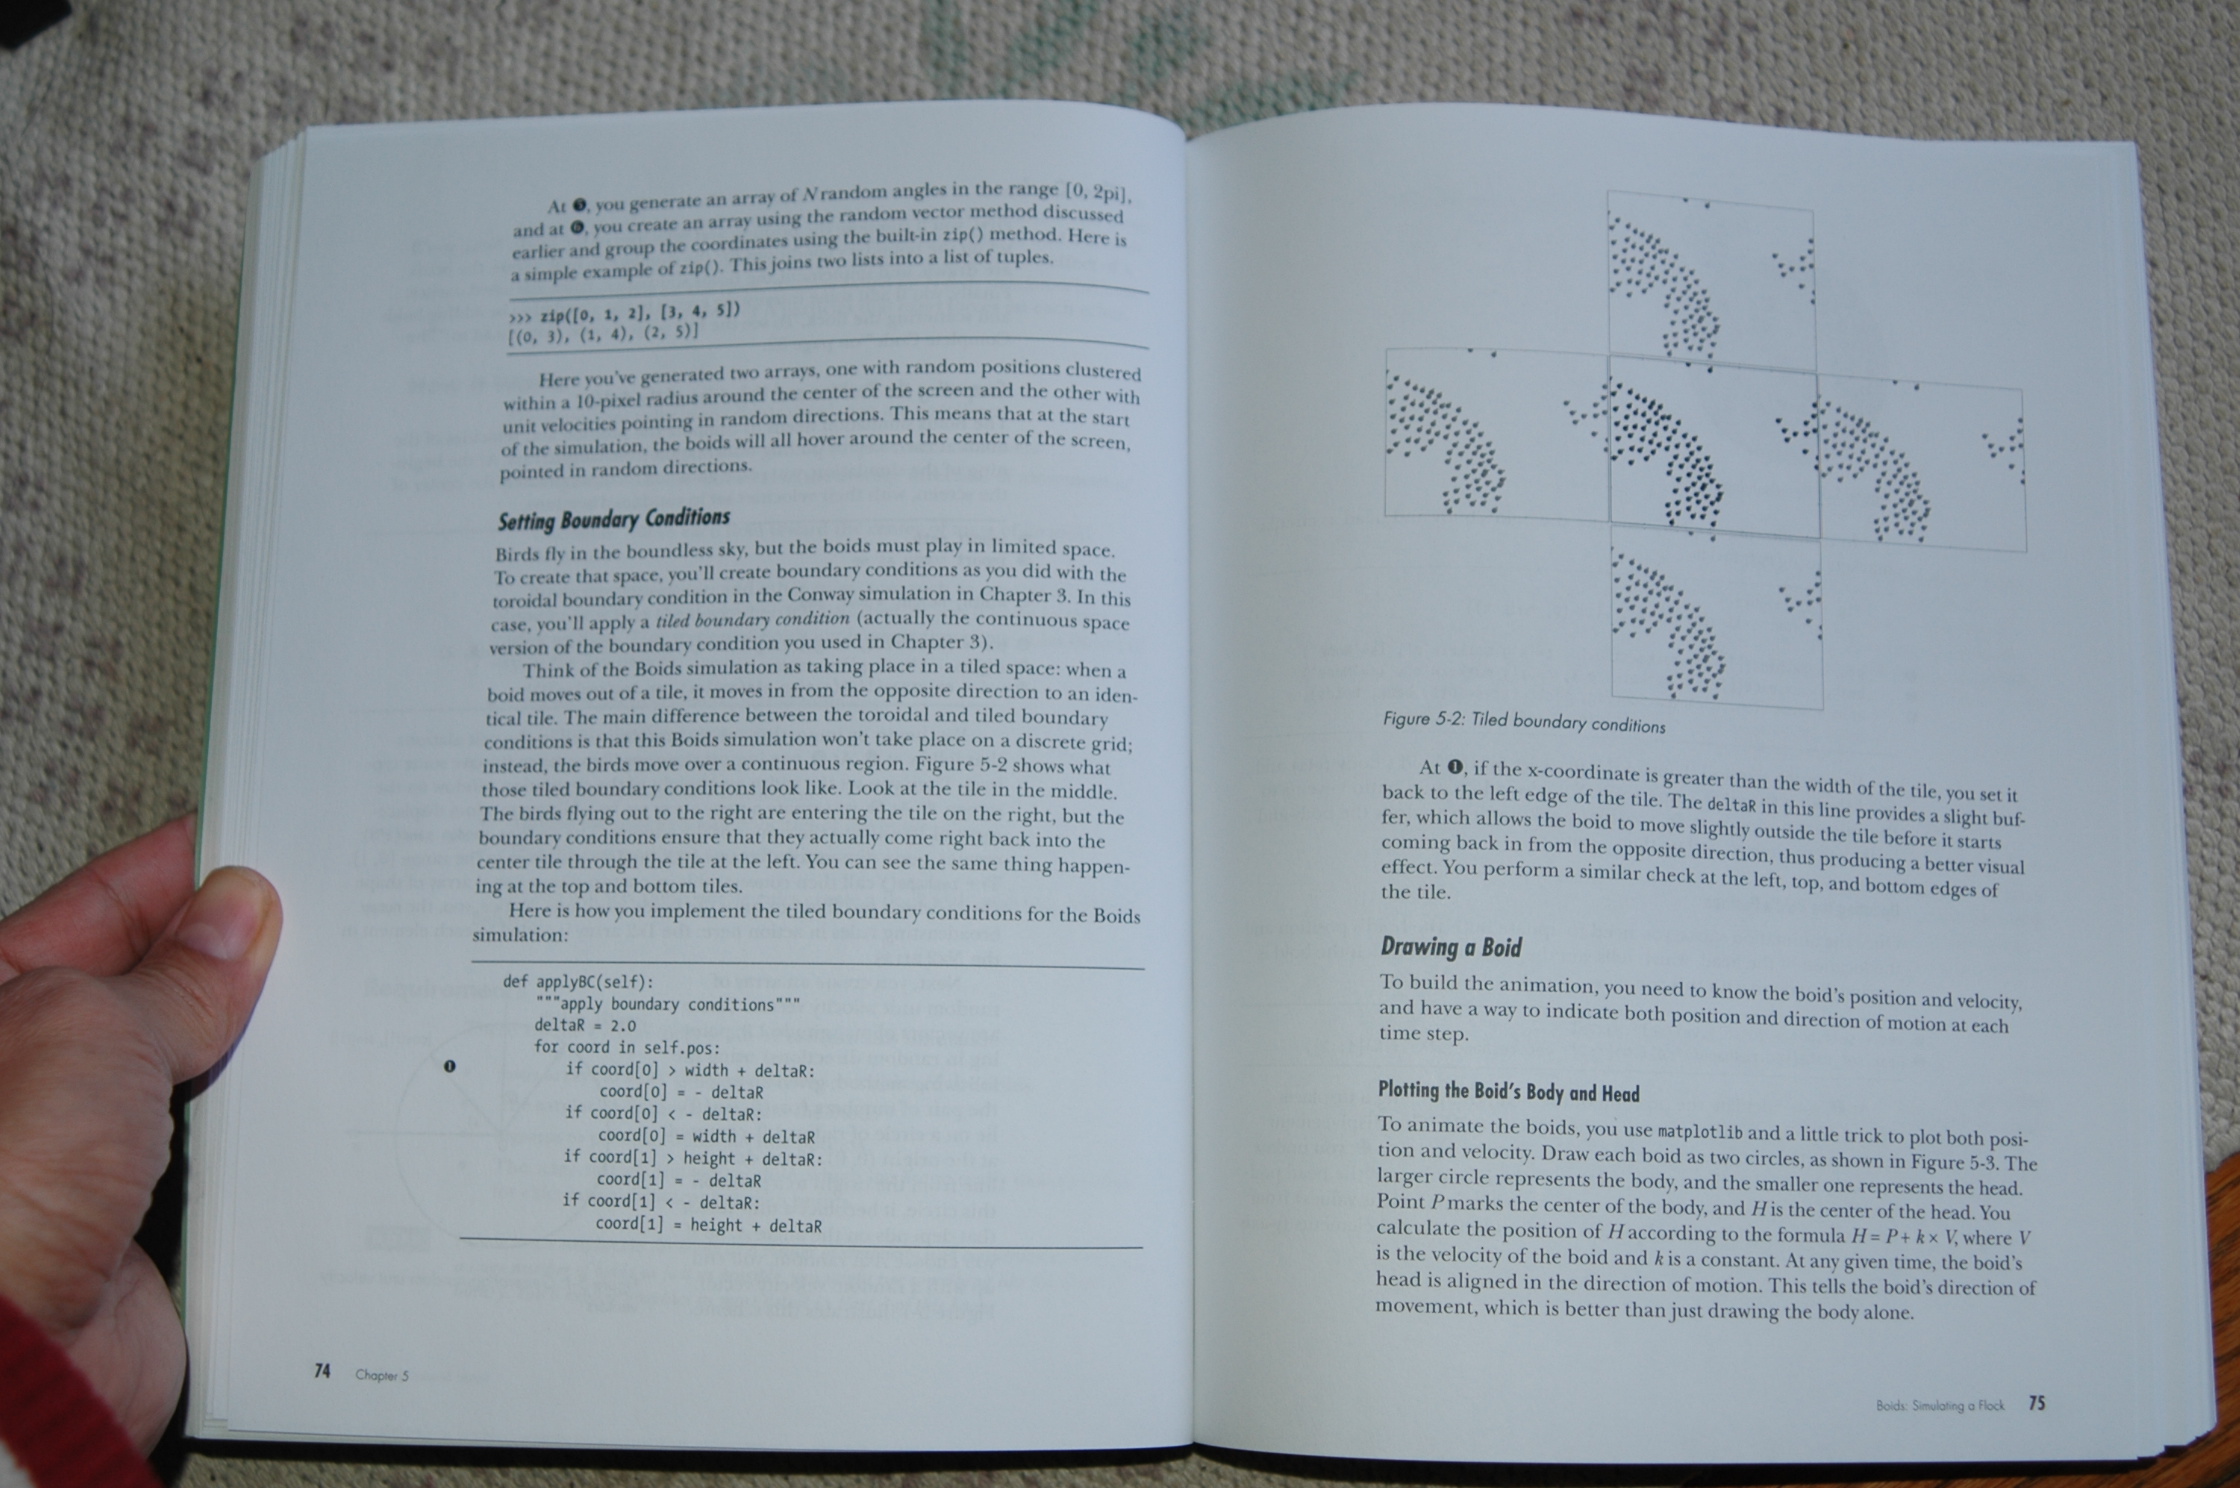 At ❸, you generate an array of N random angles in the range [0, 2pi],
and at ❹, you create an array using the random vector method discussed
earlier and group the coordinates using the built-in zip() method. Here is
a simple example of zip(). This joins two lists into a list of tuples.
>>> zip([0, 1, 2], [3, 4, 5])
[(0, 3), (1, 4), (2, 5)]
Here you've generated two arrays, one with random positions clustered
within a 10-pixel radius around the center of the screen and the other with
unit velocities pointing in random directions. This means that at the start
of the simulation, the boids will all hover around the center of the screen,
pointed in random directions.
Setting Boundary Conditions
Birds fly in the boundless sky, but the boids must play in limited space.
To create that space, you'll create boundary conditions as you did with the
toroidal boundary condition in the Conway simulation in Chapter 3. In this
case, you'll apply a tiled boundary condition (actually the continuous space
version of the boundary condition you used in Chapter 3).
Think of the Boids simulation as taking place in a tiled space: when a
boid moves out of a tile, it moves in from the opposite direction to an iden-
tical tile. The main difference between the toroidal and tiled boundary
conditions is that this Boids simulation won't take place on a discrete grid;
instead, the birds move over a continuous region. Figure 5-2 shows what
those tiled boundary conditions look like. Look at the tile in the middle.
The birds flying out to the right are entering the tile on the right, but the
boundary conditions ensure that they actually come right back into the
center tile through the tile at the left. You can see the same thing happen-
ing at the top and bottom tiles.
Here is how you implement the tiled boundary conditions for the Boids
simulation:
def applyBC(self):
"""apply boundary conditions"""
deltaR = 2.0
for coord in self.pos:
❶ if coord[0] > width + deltaR:
coord[0] = - deltaR
if coord[0] < - deltaR:
coord[0] = width + deltaR
if coord[1] > height + deltaR:
coord[1] = - deltaR
if coord[1] < - deltaR:
coord[1] = height + deltaR
74 Chapter 5
Figure 5-2: Tiled boundary conditions
At ❶, if the x-coordinate is greater than the width of the tile, you set it
back to the left edge of the tile. The deltaR in this line provides a slight buf-
fer, which allows the boid to move slightly outside the tile before it starts
coming back in from the opposite direction, thus producing a better visual
effect. You perform a similar check at the left, top, and bottom edges of
the tile.
Drawing a Boid
To build the animation, you need to know the boid's position and velocity,
and have a way to indicate both position and direction of motion at each
time step.
Plotting the Boid's Body and Head
To animate the boids, you use matplotlib and a little trick to plot both posi-
tion and velocity. Draw each boid as two circles, as shown in Figure 5-3. The
larger circle represents the body, and the smaller one represents the head.
Point P marks the center of the body, and H is the center of the head. You
calculate the position of H according to the formula H = P + k × V, where V
is the velocity of the boid and k is a constant. At any given time, the boid's
head is aligned in the direction of motion. This tells the boid's direction of
movement, which is better than just drawing the body alone.
Boids: Simulating a Flock 75